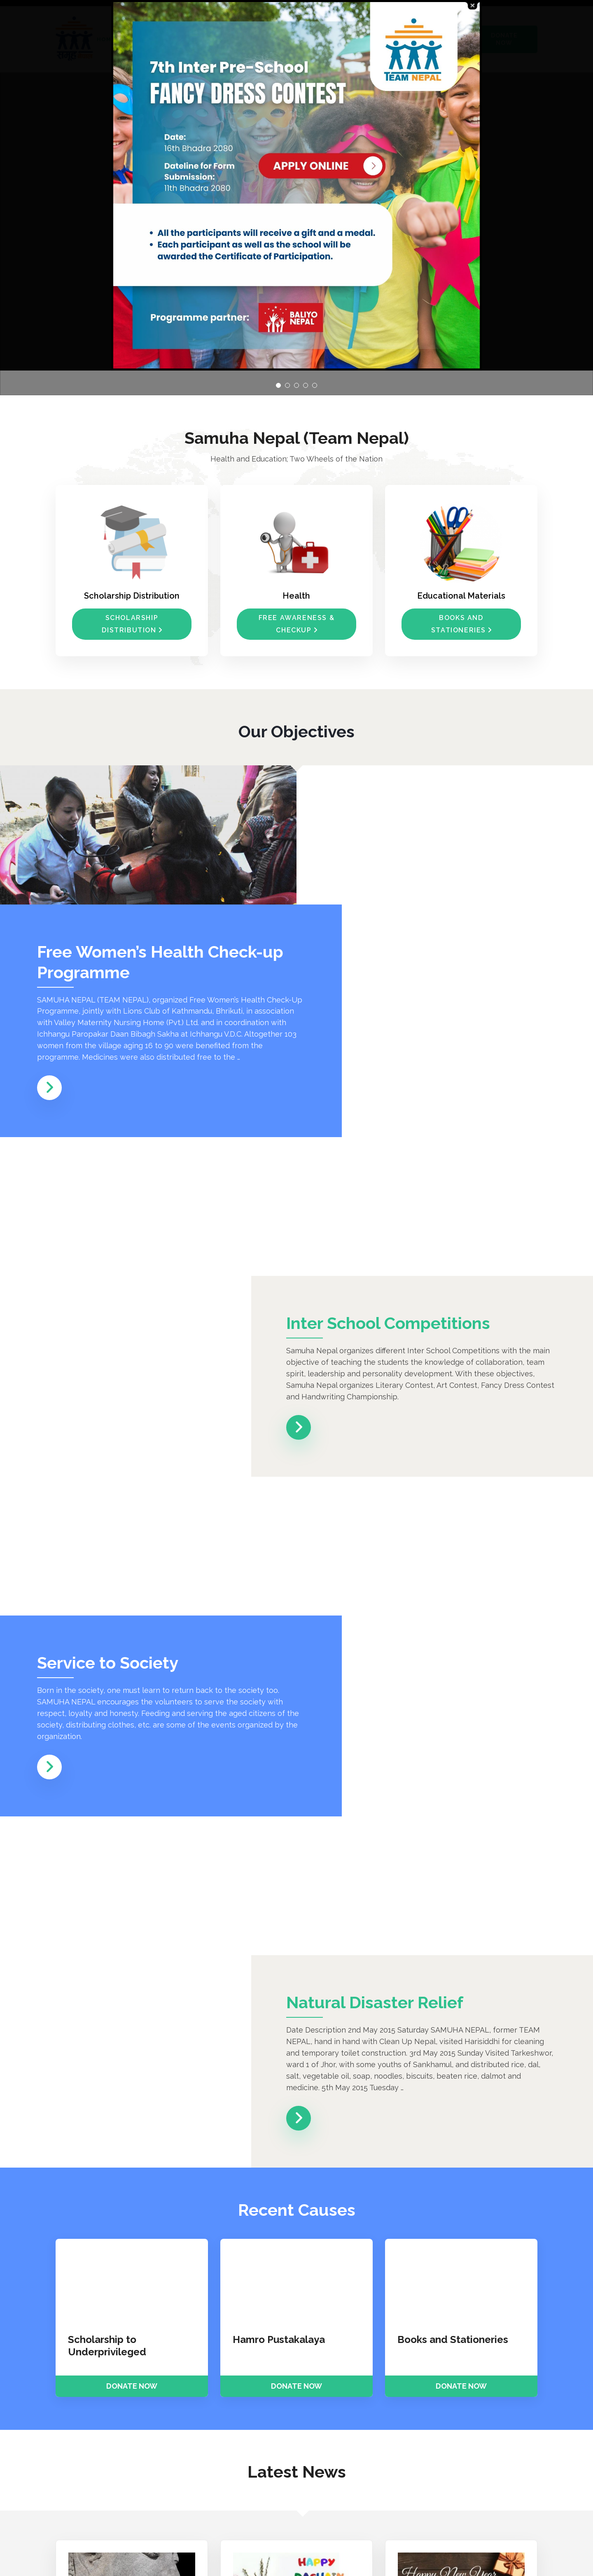 TEAM NEPAL
7th Inter Pre-School
FANCY DRESS CONTEST
Date:
16th Bhadra 2080
Dateline for Form
Submission:
11th Bhadra 2080
APPLY ONLINE
• All the participants will receive a gift and a medal.
• Each participant as well as the school will be
awarded the Certificate of Participation.
Programme partner:
BALIYO
NEPAL
Samuha Nepal (Team Nepal)
Health and Education; Two Wheels of the Nation
Scholarship Distribution
SCHOLARSHIP
DISTRIBUTION
Health
FREE AWARENESS &
CHECKUP
Educational Materials
BOOKS AND
STATIONERIES
Our Objectives
Free Women’s Health Check-up
Programme
SAMUHA NEPAL (TEAM NEPAL), organized Free Women’s Health Check-Up
Programme, jointly with Lions Club of Kathmandu, Bhrikuti, in association
with Valley Maternity Nursing Home (Pvt.) Ltd. and in coordination with
Ichhangu Paropakar Daan Bibagh Sakha at Ichhangu V.D.C. Altogether 103
women from the village aging 16 to 90 were benefited from the
programme. Medicines were also distributed free to the …
Inter School Competitions
Samuha Nepal organizes different Inter School Competitions with the main
objective of teaching the students the knowledge of collaboration, team
spirit, leadership and personality development. With these objectives,
Samuha Nepal organizes Literary Contest, Art Contest, Fancy Dress Contest
and Handwriting Championship.
Service to Society
Born in the society, one must learn to return back to the society too.
SAMUHA NEPAL encourages the volunteers to serve the society with
respect, loyalty and honesty. Feeding and serving the aged citizens of the
society, distributing clothes, etc. are some of the events organized by the
organization.
Natural Disaster Relief
Date Description 2nd May 2015 Saturday SAMUHA NEPAL, former TEAM
NEPAL, hand in hand with Clean Up Nepal, visited Harisiddhi for cleaning
and temporary toilet construction. 3rd May 2015 Sunday Visited Tarkeshwor,
ward 1 of Jhor, with some youths of Sankhamul, and distributed rice, dal,
salt, vegetable oil, soap, noodles, biscuits, beaten rice, dalmot and
medicine. 5th May 2015 Tuesday …
Recent Causes
Scholarship to
Underprivileged
DONATE NOW
Hamro Pustakalaya
DONATE NOW
Books and Stationeries
DONATE NOW
Latest News
HAPPY
DASHAIN
Happy New Year